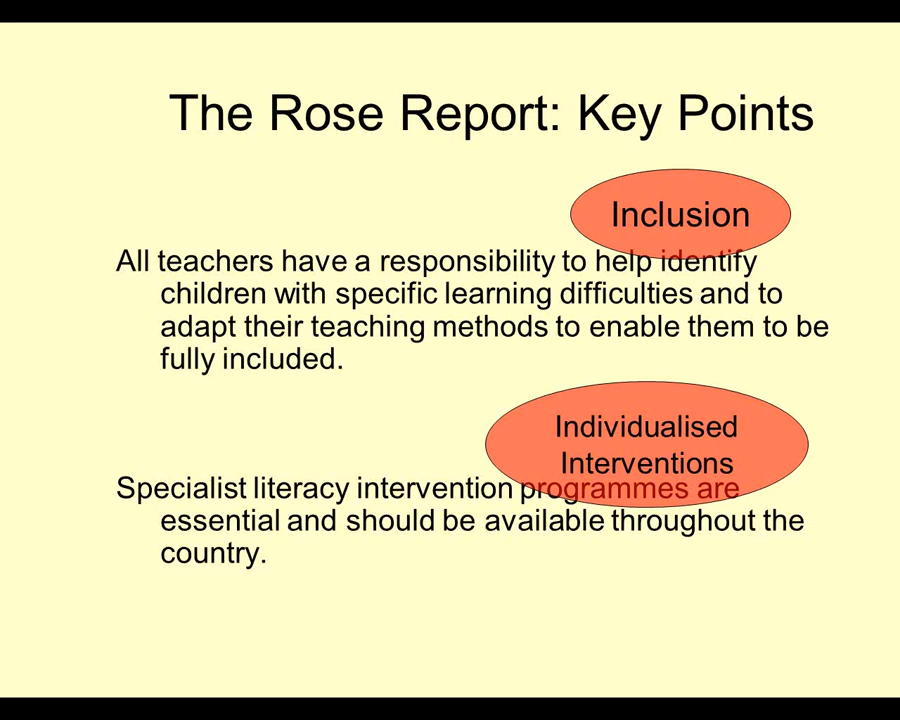 The Rose Report: Key Points
Inclusion
All teachers have a responsibility to help identify
children with specific learning difficulties and to
adapt their teaching methods to enable them to be
fully included.
Individualised
Interventions
Specialist literacy intervention programmes are
essential and should be available throughout the
country.